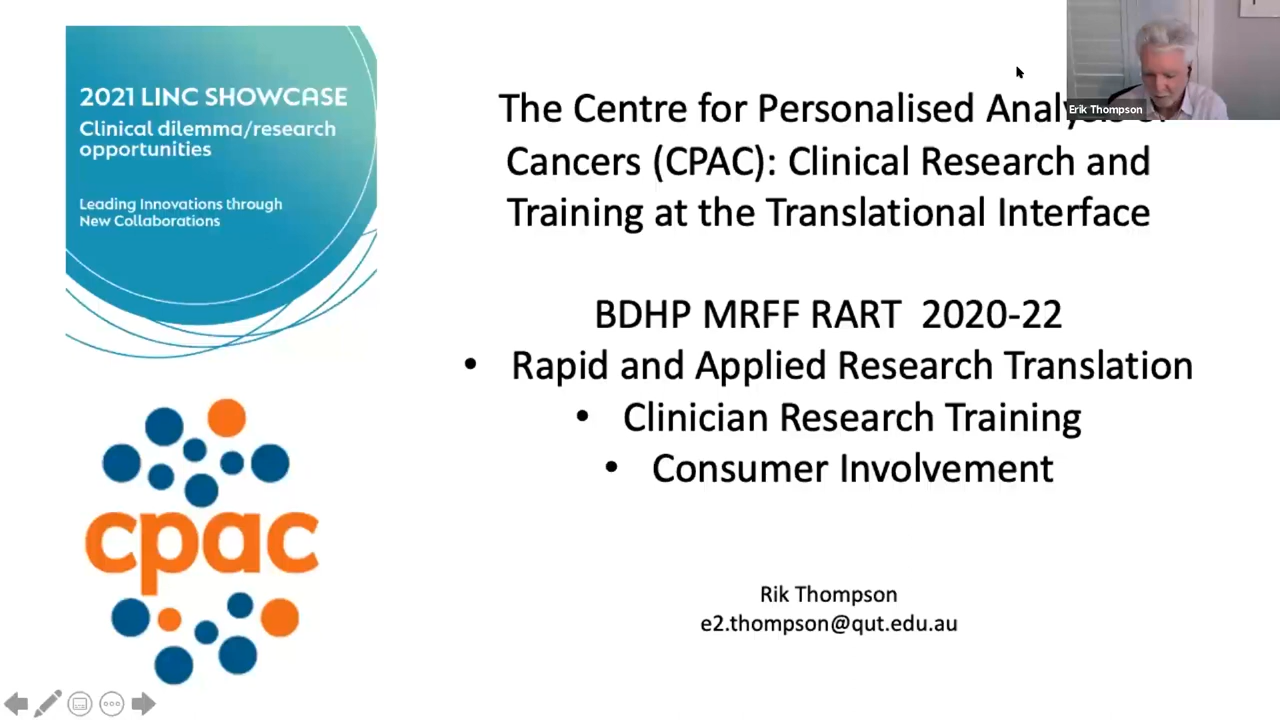 2021 LINC SHOWCASE
Clinical dilemma/research
opportunities
Leading Innovations through
New Collaborations
cpac
The Centre for Personalised Analysis of
Cancers (CPAC): Clinical Research and
Training at the Translational Interface
BDHP MRFF RART 2020-22
• Rapid and Applied Research Translation
• Clinician Research Training
• Consumer Involvement
Rik Thompson
e2.thompson@qut.edu.au
Erik Thompson